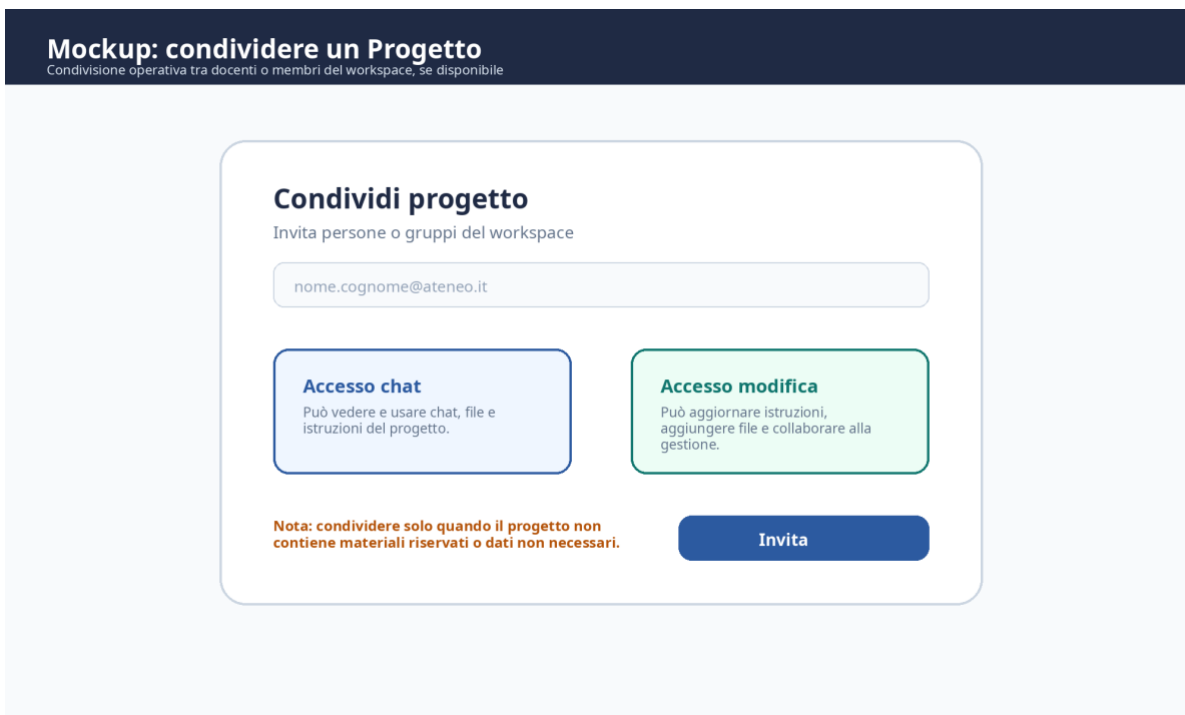 Mockup: condividere un Progetto
Condivisione operativa tra docenti o membri del workspace, se disponibile
Condividi progetto
Invita persone o gruppi del workspace
nome.cognome@ateneo.it
Accesso chat
Può vedere e usare chat, file e
istruzioni del progetto.
Accesso modifica
Può aggiornare istruzioni,
aggiungere file e collaborare alla
gestione.
Nota: condividere solo quando il progetto non
contiene materiali riservati o dati non necessari.
Invita